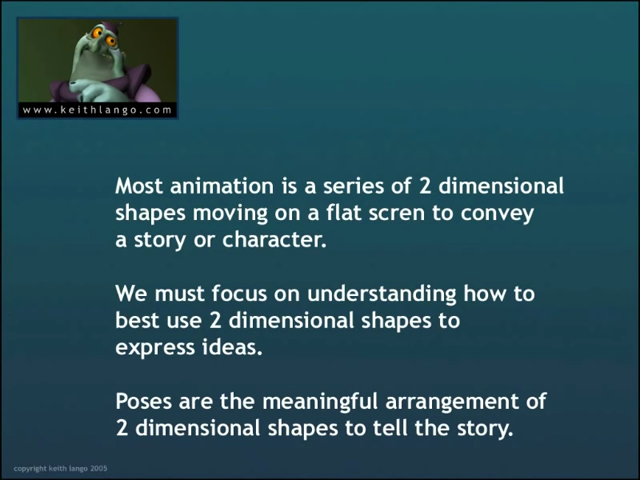 www.keithlango.com
Most animation is a series of 2 dimensional
shapes moving on a flat scren to convey
a story or character.
We must focus on understanding how to
best use 2 dimensional shapes to
express ideas.
Poses are the meaningful arrangement of
2 dimensional shapes to tell the story.
copyright keith lango 2005